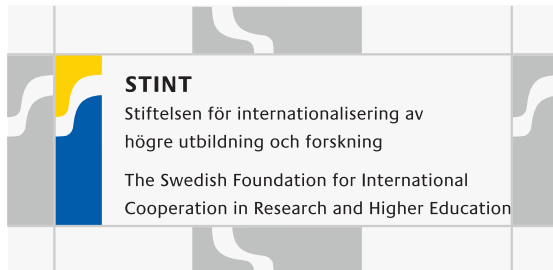 STINT
Stiftelsen för internationalisering av
högre utbildning och forskning
The Swedish Foundation for International
Cooperation in Research and Higher Education